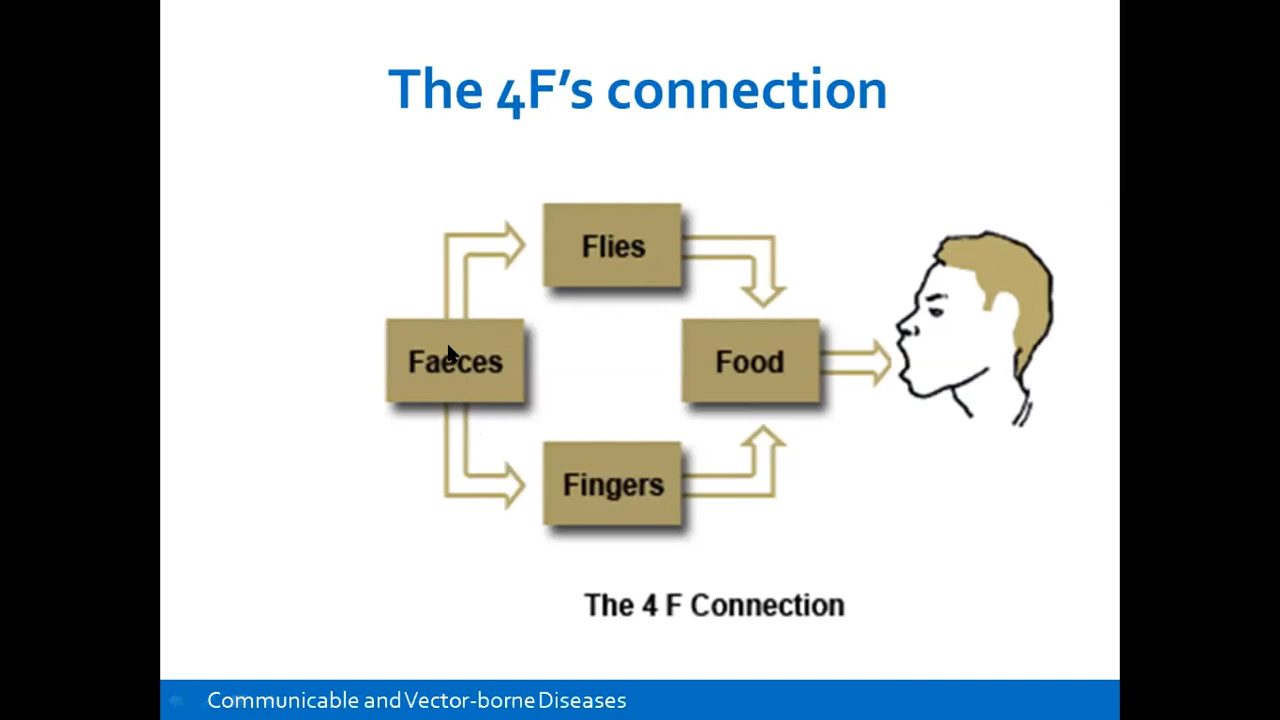 The 4F's connection
Flies
Faeces
Food
Fingers
The 4 F Connection
Communicable and Vector-borne Diseases